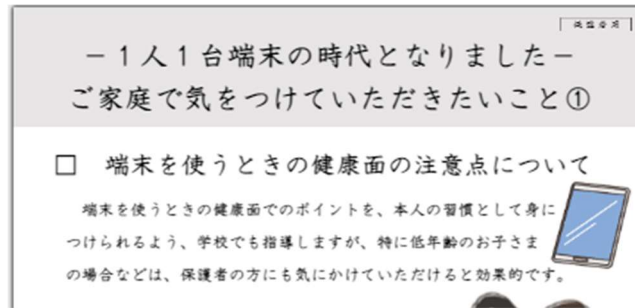 －１人１台端末の時代となりました－
ご家庭で気をつけていただきたいこと①
□　端末を使うときの健康面の注意点について
端末を使うときの健康面でのポイントを、本人の習慣として身に
つけられるよう、学校でも指導しますが、特に低年齢のお子さま
の場合などは、保護者の方にも気にかけていただけると効果的です。